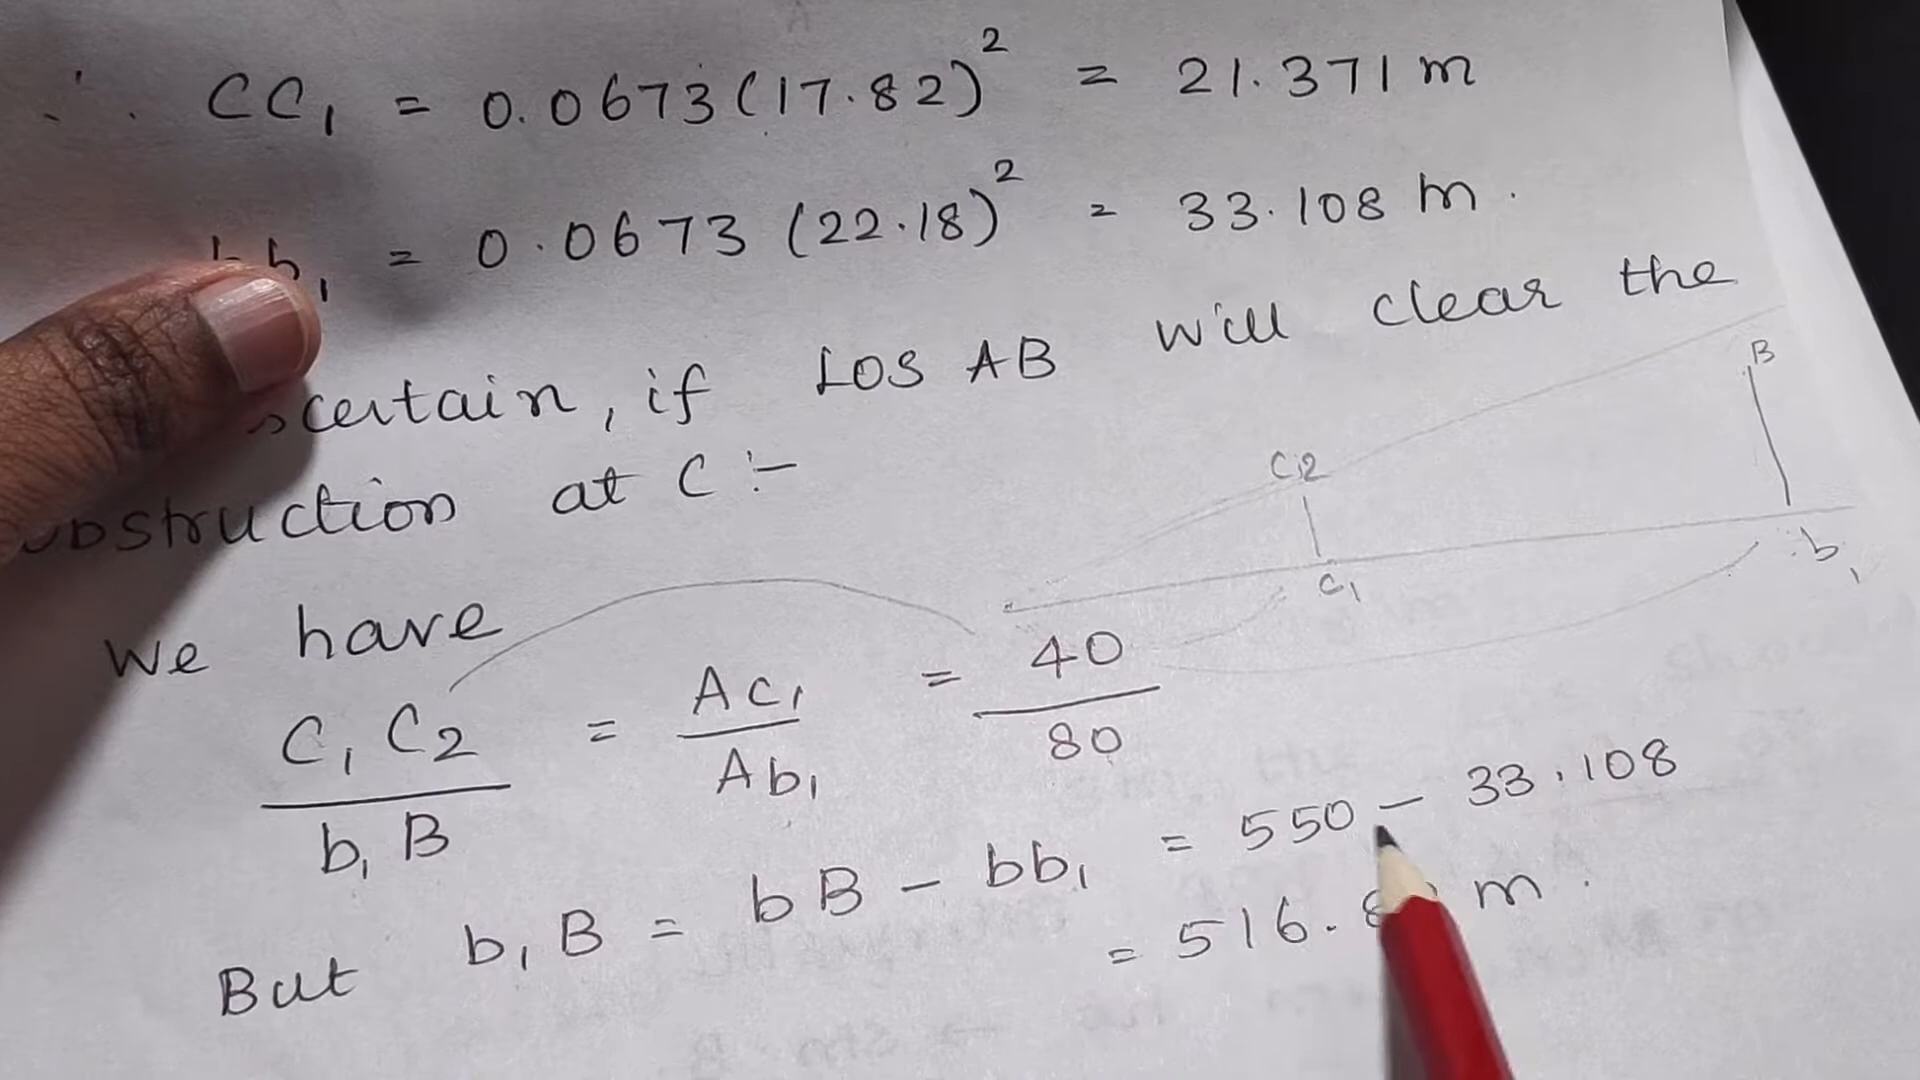 ∴ CC₁ = 0.0673(17.82)² = 21.371 m
bb₁ = 0.0673 (22.18)² = 33.108 m.
if LOS AB will clear the
at C :-
B
C2
C₁
b₁
We have
C₁C₂ / b₁B = AC₁ / Ab₁ = 40 / 80
But b₁B = bB - bb₁ = 550 - 33.108
= 516.8 m.